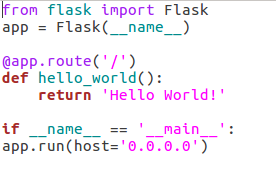 from flask import Flask
app = Flask(__name__)
@app.route('/')
def hello_world():
    return 'Hello World!'
if __name__ == '__main__':
app.run(host='0.0.0.0')